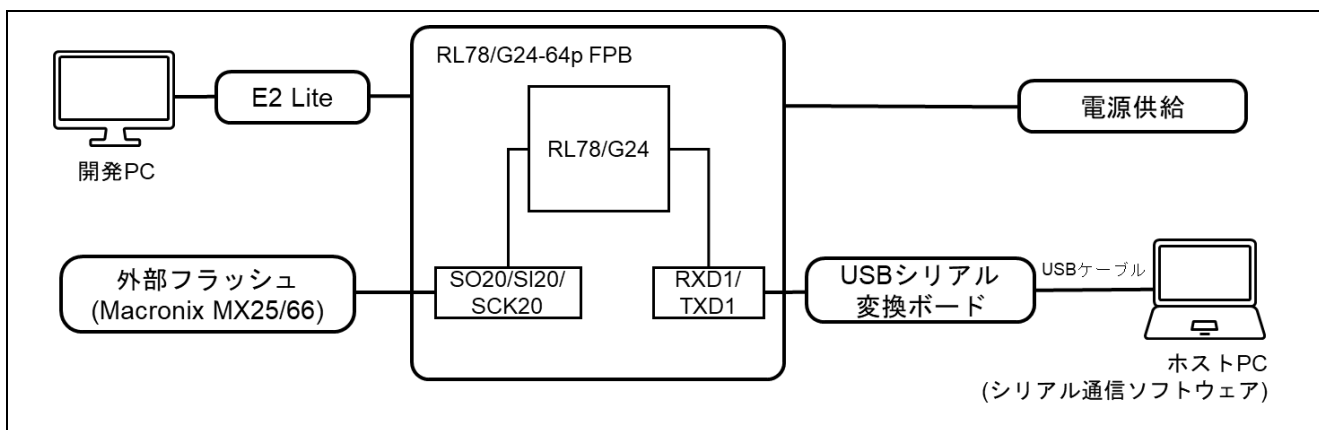 RL78/G24-64p FPB
E2 Lite
電源供給
RL78/G24
開発PC
外部フラッシュ
(Macronix MX25/66)
SO20/SI20/
SCK20
RXD1/
TXD1
USBシリアル
変換ボード
USBケーブル
ホストPC
(シリアル通信ソフトウェア)